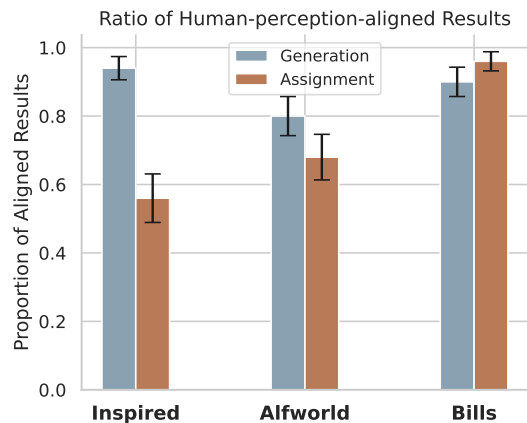 Ratio of Human-perception-aligned Results
Generation
Assignment
Proportion of Aligned Results
1.0
0.8
0.6
0.4
0.2
0.0
Inspired Alfworld Bills